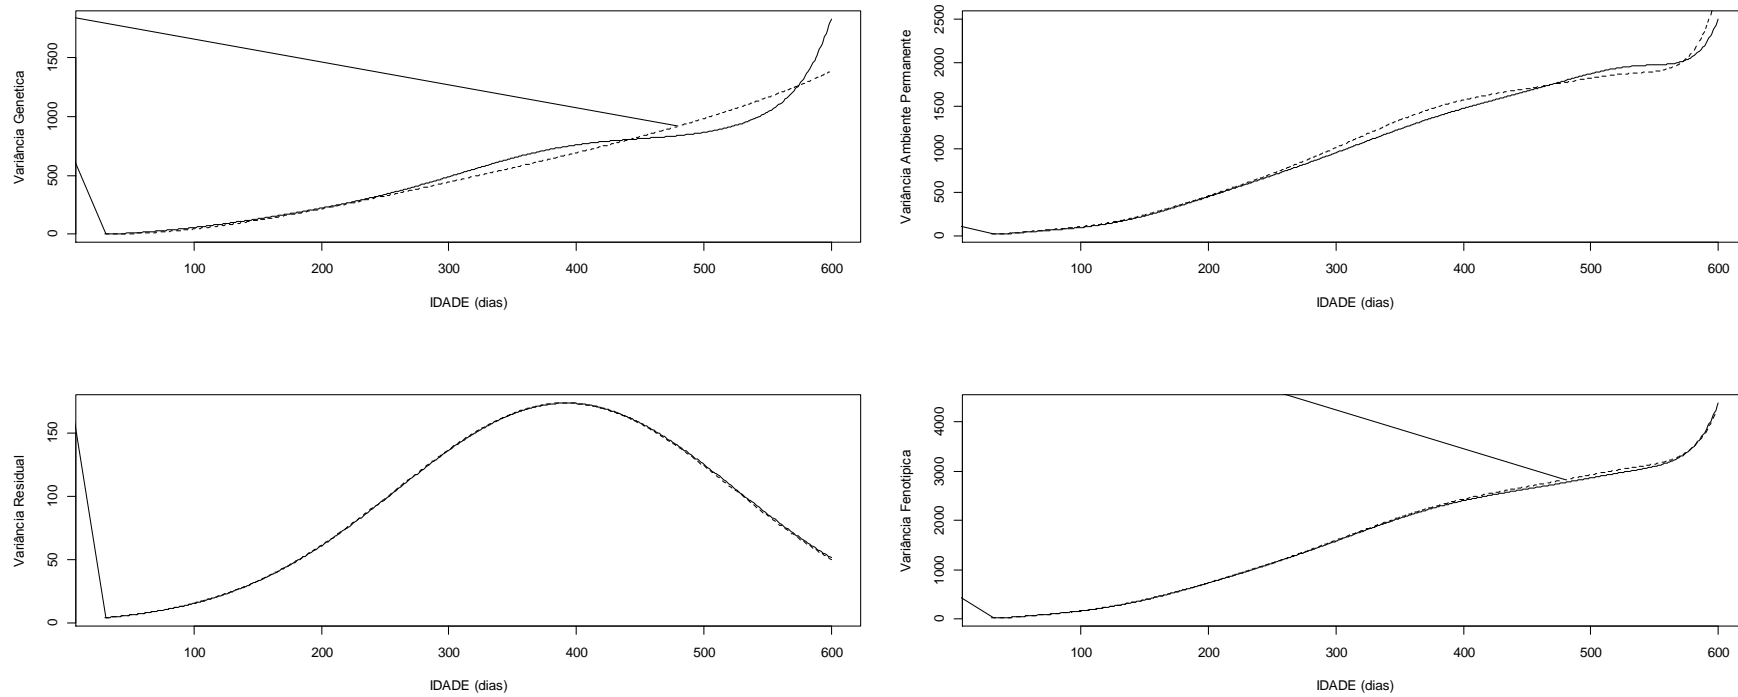 Variância Genetica
0 500 1000 1500
100 200 300 400 500 600
IDADE (dias)
Variância Ambiente Permanente
0 500 1000 1500 2000 2500
100 200 300 400 500 600
IDADE (dias)
Variância Residual
0 50 100 150
100 200 300 400 500 600
IDADE (dias)
Variância Fenotipica
0 1000 2000 3000 4000
100 200 300 400 500 600
IDADE (dias)